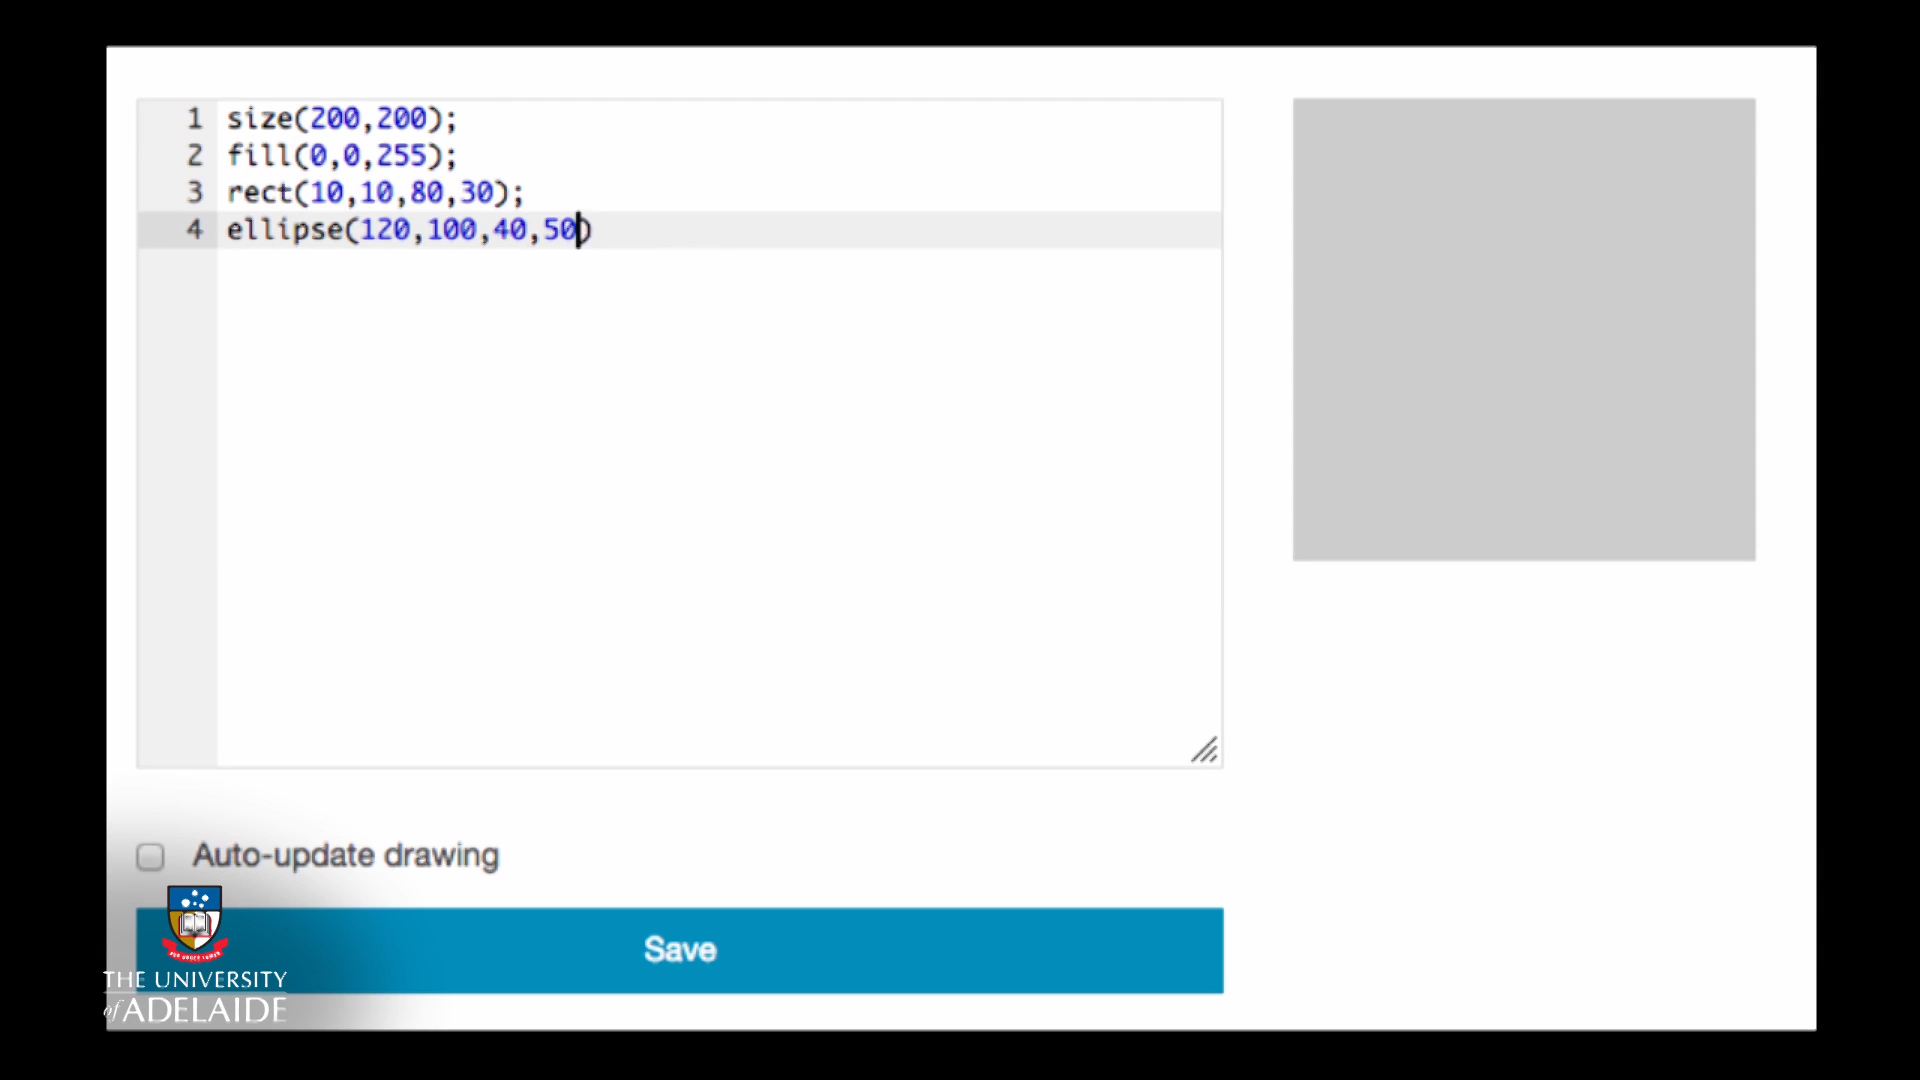 1 size(200,200);
2 fill(0,0,255);
3 rect(10,10,80,30);
4 ellipse(120,100,40,50)
Auto-update drawing
Save
THE UNIVERSITY
of ADELAIDE